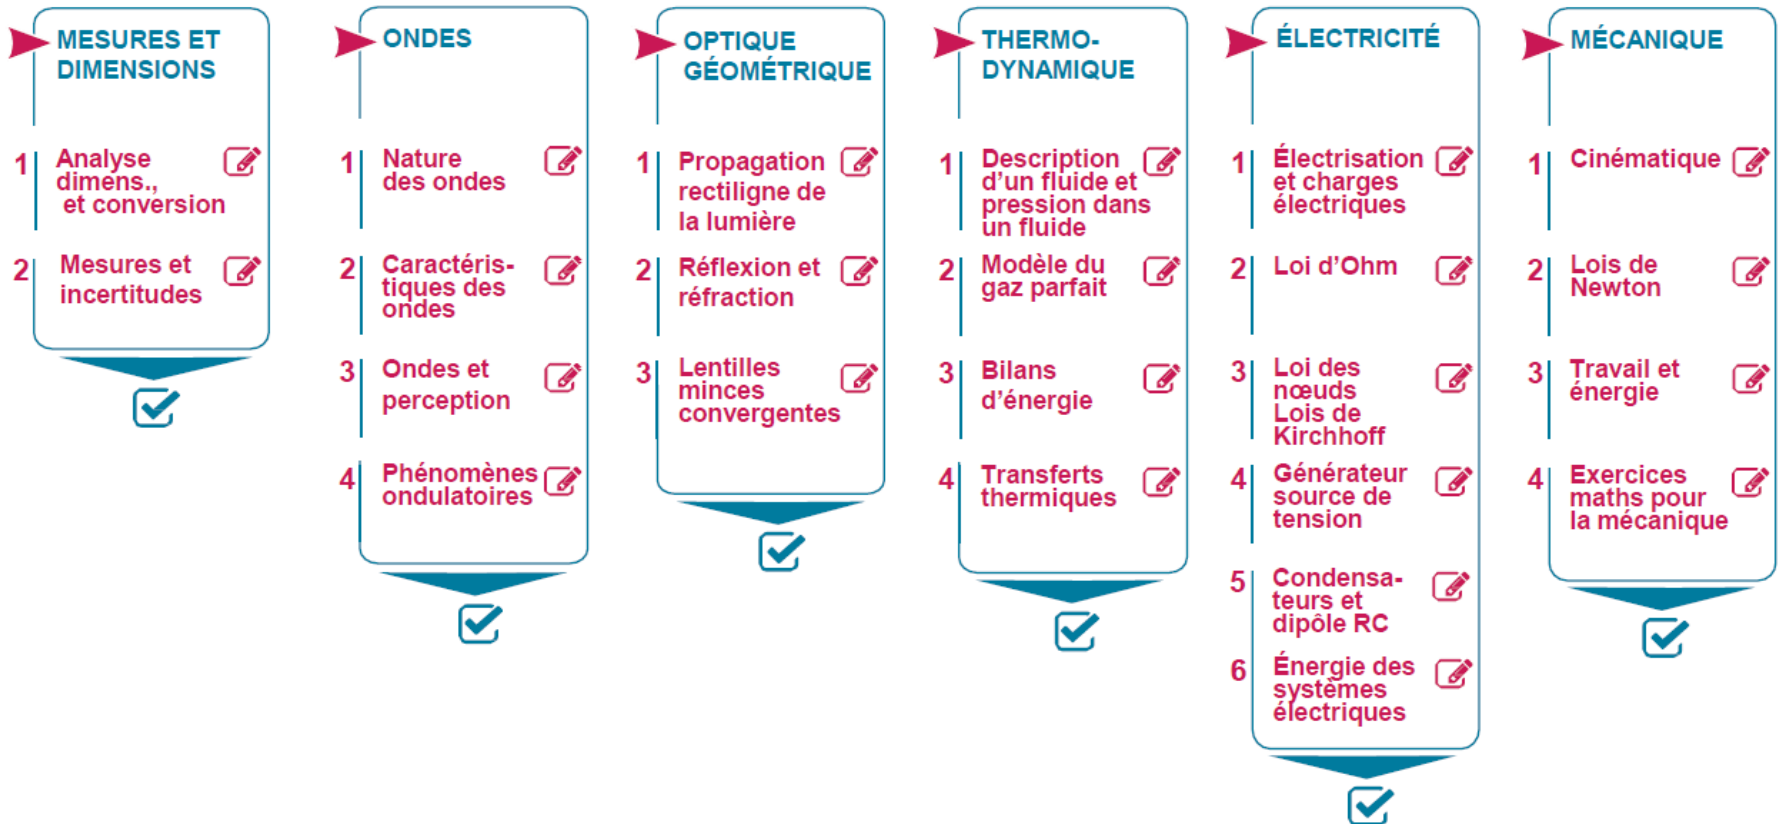 MESURES ET
DIMENSIONS
1 Analyse
dimens.,
et conversion
2 Mesures et
incertitudes
ONDES
1 Nature
des ondes
2 Caractéris-
tiques des
ondes
3 Ondes et
perception
4 Phénomènes
ondulatoires
OPTIQUE
GÉOMÉTRIQUE
1 Propagation
rectiligne de
la lumière
2 Réflexion et
réfraction
3 Lentilles
minces
convergentes
THERMO-
DYNAMIQUE
1 Description
d'un fluide et
pression dans
un fluide
2 Modèle du
gaz parfait
3 Bilans
d'énergie
4 Transferts
thermiques
ÉLECTRICITÉ
1 Électrisation
et charges
électriques
2 Loi d'Ohm
3 Loi des
nœuds
Lois de
Kirchhoff
4 Générateur
source de
tension
5 Condensa-
teurs et
dipôle RC
6 Énergie des
systèmes
électriques
MÉCANIQUE
1 Cinématique
2 Lois de
Newton
3 Travail et
énergie
4 Exercices
maths pour
la mécanique